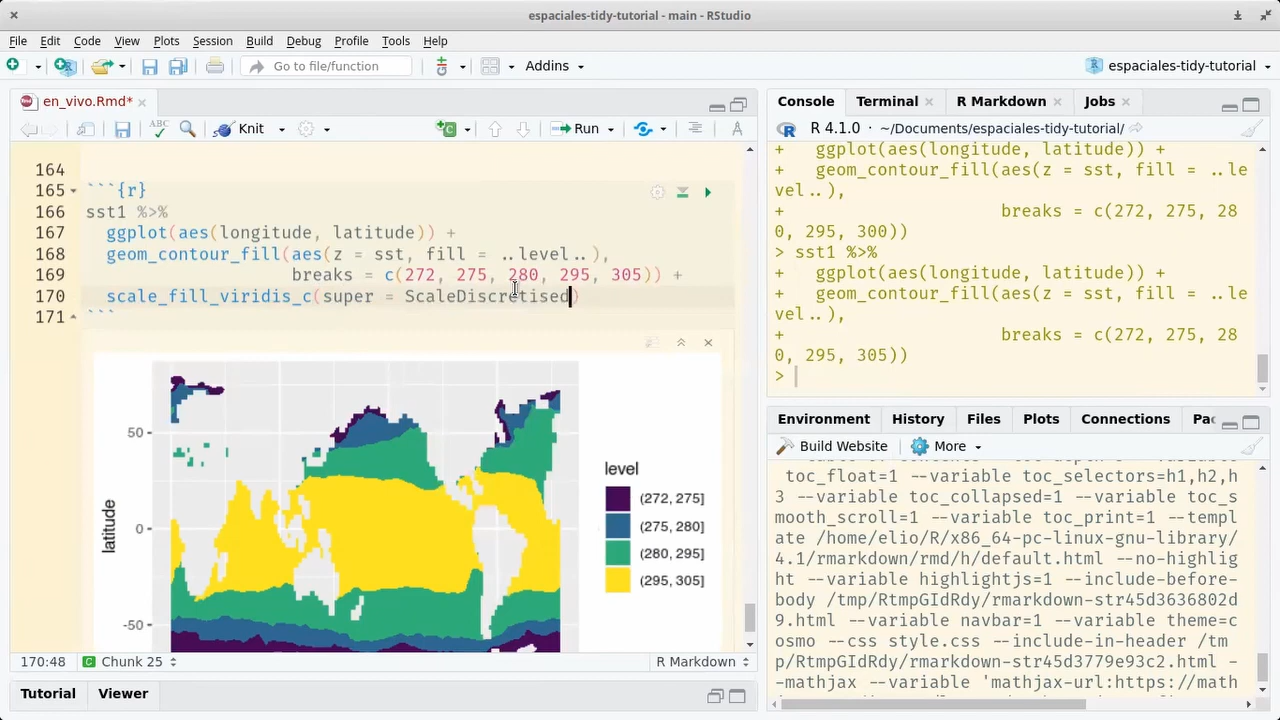 espaciales-tidy-tutorial - main - RStudio
File Edit Code View Plots Session Build Debug Profile Tools Help
Go to file/function
Addins
espaciales-tidy-tutorial
en_vivo.Rmd*
Knit
Run
164
165 ```{r}
166 sst1 %>%
167 ggplot(aes(longitude, latitude)) +
168 geom_contour_fill(aes(z = sst, fill = ..level..),
169 breaks = c(272, 275, 280, 295, 305)) +
170 scale_fill_viridis_c(super = ScaleDiscretised)
171 ```
50
0
-50
latitude
level
(272, 275]
(275, 280]
(280, 295]
(295, 305]
170:48
Chunk 25
R Markdown
Tutorial Viewer
Console Terminal R Markdown Jobs
R 4.1.0 · ~/Documents/espaciales-tidy-tutorial/
+ ggplot(aes(longitude, latitude)) +
+ geom_contour_fill(aes(z = sst, fill = ..le
vel..),
+ breaks = c(272, 275, 28
0, 295, 300))
> sst1 %>%
+ ggplot(aes(longitude, latitude)) +
+ geom_contour_fill(aes(z = sst, fill = ..le
vel..),
+ breaks = c(272, 275, 28
0, 295, 305))
>
Environment History Files Plots Connections Pac
Build Website
More
toc_float=1 --variable toc_selectors=h1,h2,h
3 --variable toc_collapsed=1 --variable toc_s
mooth_scroll=1 --variable toc_print=1 --templ
ate /home/elio/R/x86_64-pc-linux-gnu-library/
4.1/rmarkdown/rmd/h/default.html --no-highlig
ht --variable highlightjs=1 --include-before-
body /tmp/RtmpGIdRdy/rmarkdown-str45d3636802d
9.html --variable navbar=1 --variable theme=c
osmo --css style.css --include-in-header /tm
p/RtmpGIdRdy/rmarkdown-str45d3779e93c2.html -
-mathjax --variable 'mathjax-url:https://math